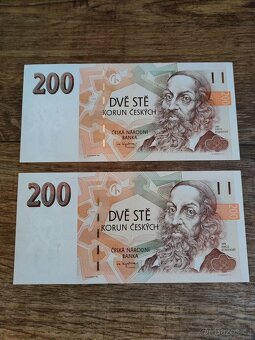 200
DVĚ STĚ
KORUN ČESKÝCH
ČESKÁ NÁRODNÍ
BANKA
200
DVĚ STĚ
KORUN ČESKÝCH
ČESKÁ NÁRODNÍ
BANKA